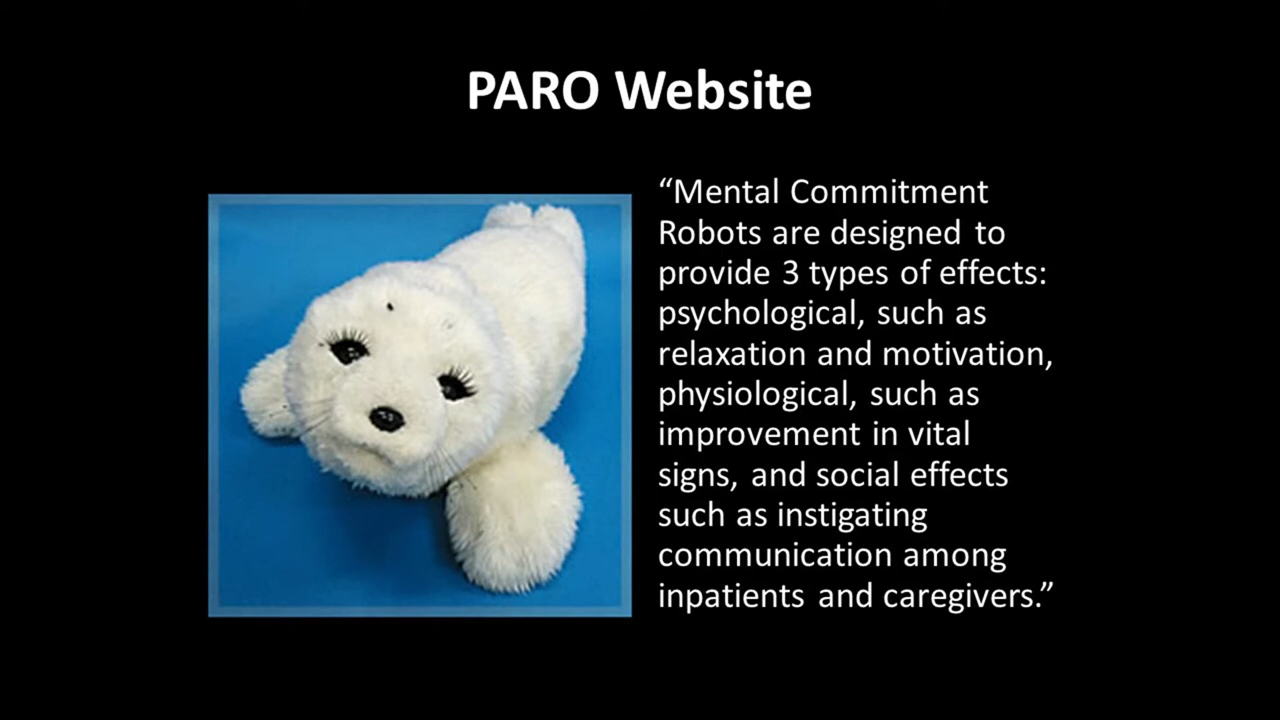 PARO Website
“Mental Commitment
Robots are designed to
provide 3 types of effects:
psychological, such as
relaxation and motivation,
physiological, such as
improvement in vital
signs, and social effects
such as instigating
communication among
inpatients and caregivers.”